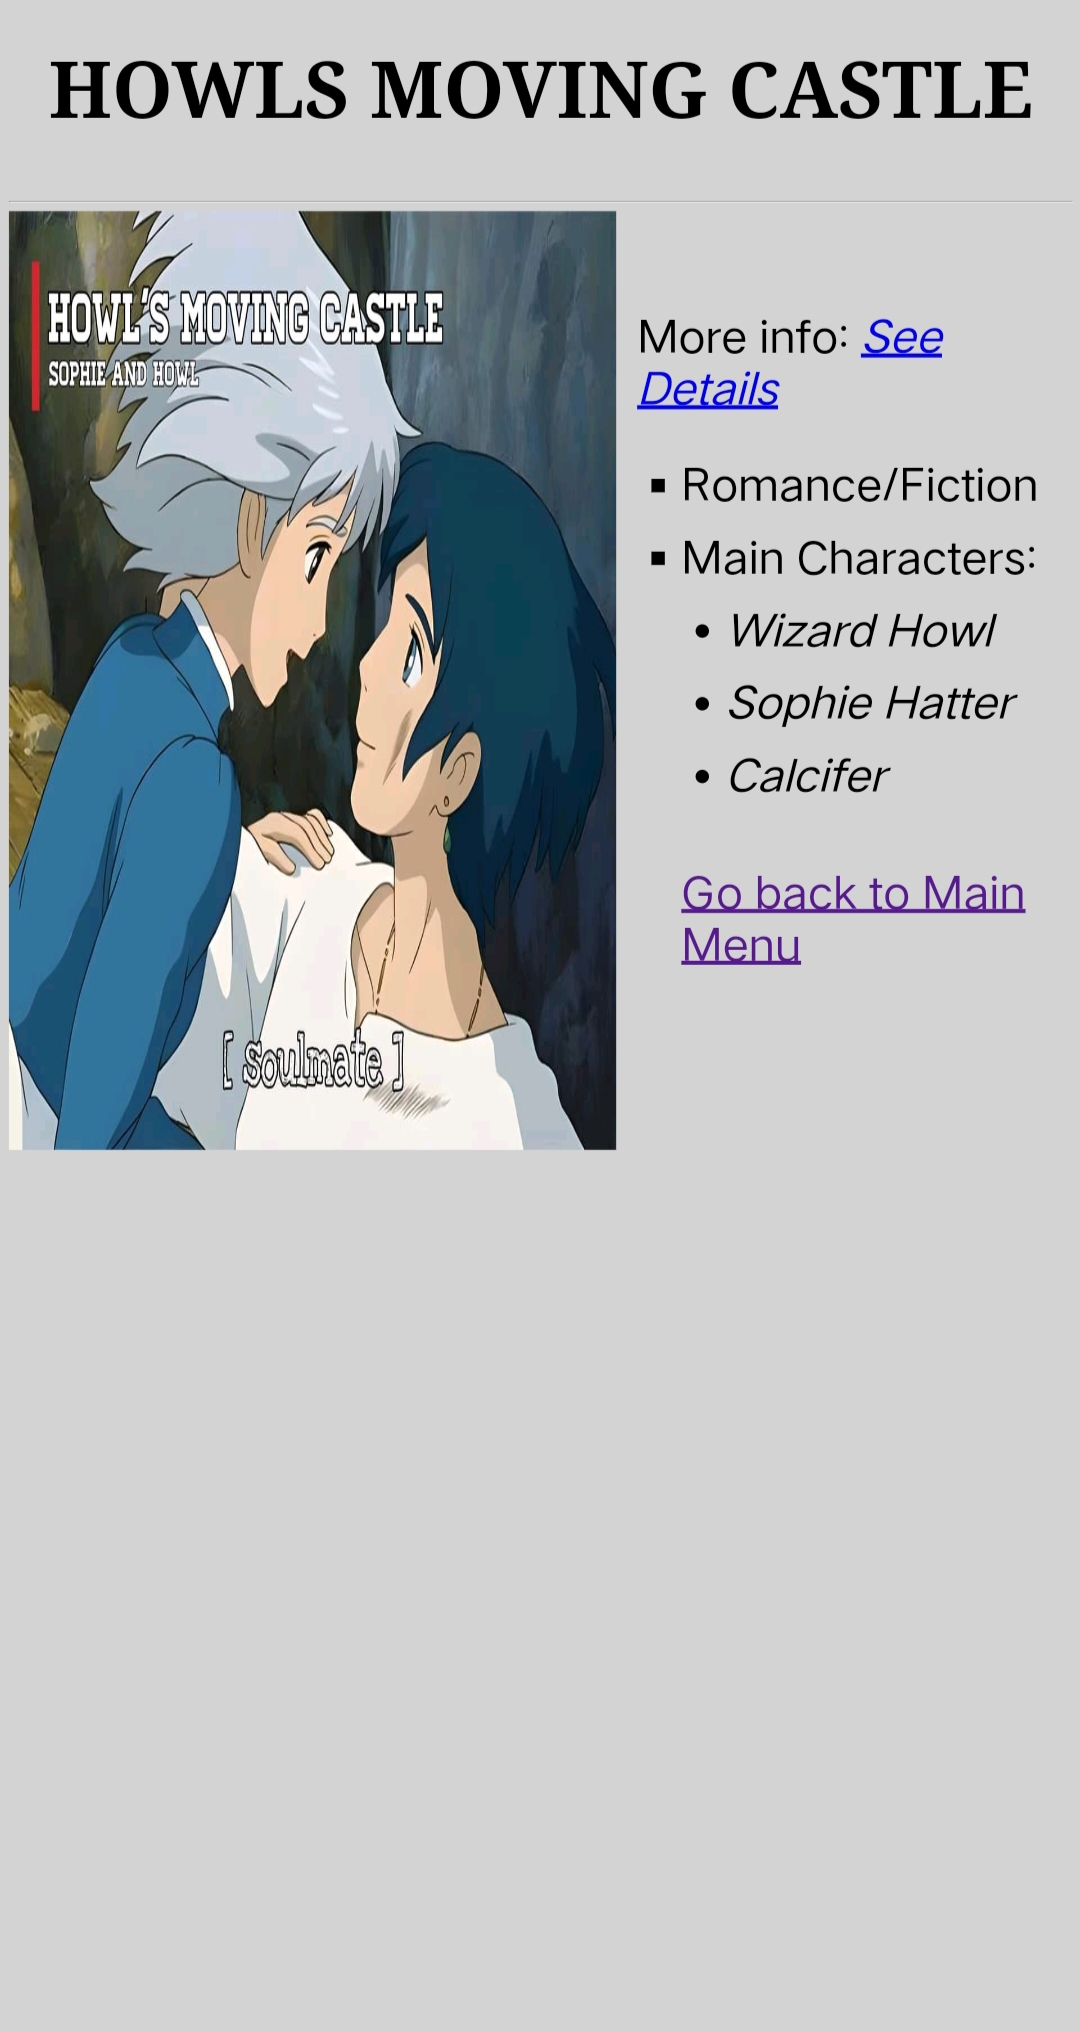 HOWLS MOVING CASTLE
HOWL'S MOVING CASTLE
SOPHIE AND HOWL
[ Soulmate ]
More info: See
Details
▪ Romance/Fiction
▪ Main Characters:
• Wizard Howl
• Sophie Hatter
• Calcifer
Go back to Main
Menu